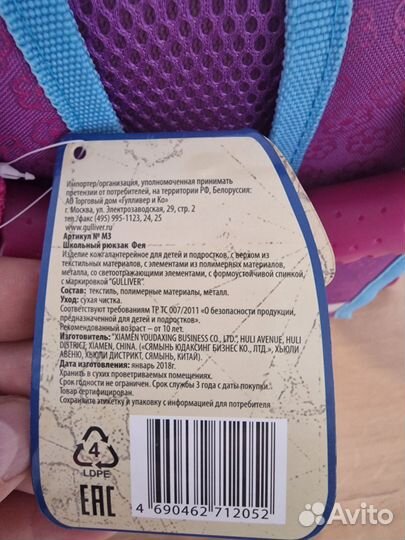 Импортер/организация, уполномоченная принимать
претензии от потребителей, на территории РФ, Белоруссии:
АО Торговый дом «Гулливер и Ко»
г. Москва, ул. Электрозаводская, 29, стр. 2
тел./факс (495) 995-1123, 24, 25
www.gulliver.ru
Артикул № М3
Школьный рюкзак Фея
Изделие кожгалантерейное для детей и подростков, с верхом из
текстильных материалов, с элементами из полимерных материалов,
металла, со светоотражающими элементами, с формоустойчивой спинкой,
с маркировкой "GULLIVER".
Состав: текстиль, полимерные материалы, металл.
Уход: сухая чистка.
Соответствуют требованиям ТР ТС 007/2011 «О безопасности продукции,
предназначенной для детей и подростков».
Рекомендованный возраст – от 10 лет.
Изготовитель: "XIAMEN YOUDAXING BUSINESS CO., LTD.", HULI AVENUE, HULI
DISTRICT, XIAMEN, CHINA. («СЯМЫНЬ ЮДАКСИНГ БИЗНЕС КО., ЛТД.», ХЬЮЛИ
АВЕНЮ, ХЬЮЛИ ДИСТРИКТ, СЯМЫНЬ, КИТАЙ).
Дата изготовления: январь 2018г.
Хранить в сухих проветриваемых помещениях.
Срок годности не ограничен. Срок службы 3 года с даты покупки.
Товар сертифицирован.
Сохраняйте этикетку и упаковку с информацией для потребителя
4
LDPE
EAC
4 690462 712052
Avito